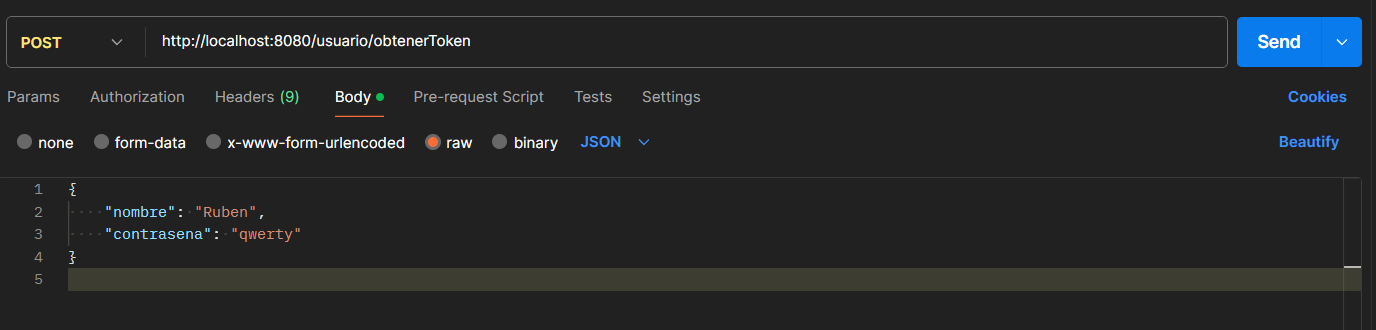 POST http://localhost:8080/usuario/obtenerToken Send
Params Authorization Headers (9) Body Pre-request Script Tests Settings Cookies
none form-data x-www-form-urlencoded raw binary JSON Beautify
1 {
2 "nombre": "Ruben",
3 "contrasena": "qwerty"
4 }
5